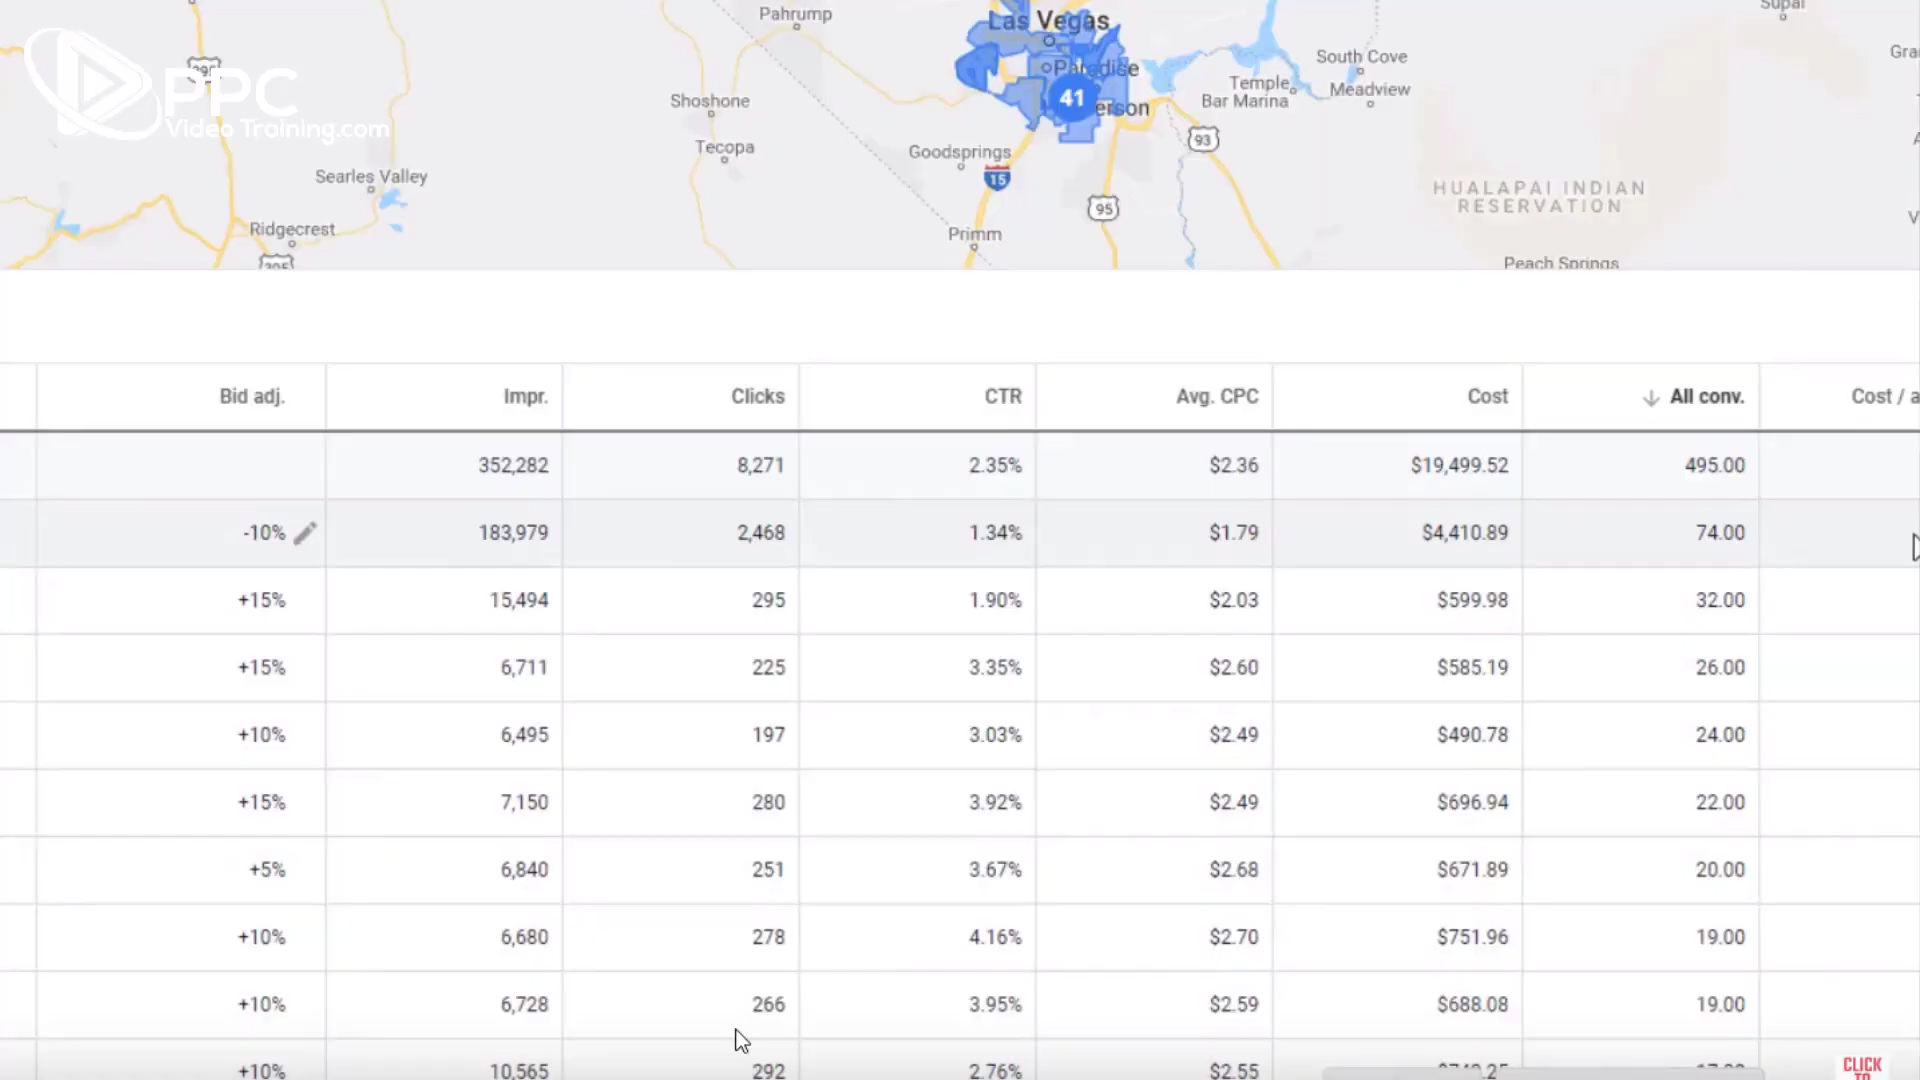 Pahrump
Las Vegas
Supai
395
PPC
Video Training.com
South Cove
Gra
Paradise
Temple
Bar Marina
Meadview
Shoshone
41
erson
93
Tecopa
Goodsprings
15
Searles Valley
HUALAPAI INDIAN
RESERVATION
95
Ridgecrest
Primm
395
Peach Springs
Bid adj. Impr. Clicks CTR Avg. CPC Cost All conv. Cost / a
352,282 8,271 2.35% $2.36 $19,499.52 495.00
-10% 183,979 2,468 1.34% $1.79 $4,410.89 74.00
+15% 15,494 295 1.90% $2.03 $599.98 32.00
+15% 6,711 225 3.35% $2.60 $585.19 26.00
+10% 6,495 197 3.03% $2.49 $490.78 24.00
+15% 7,150 280 3.92% $2.49 $696.94 22.00
+5% 6,840 251 3.67% $2.68 $671.89 20.00
+10% 6,680 278 4.16% $2.70 $751.96 19.00
+10% 6,728 266 3.95% $2.59 $688.08 19.00
+10% 10,565 292 2.76% $2.55
CLICK
TO